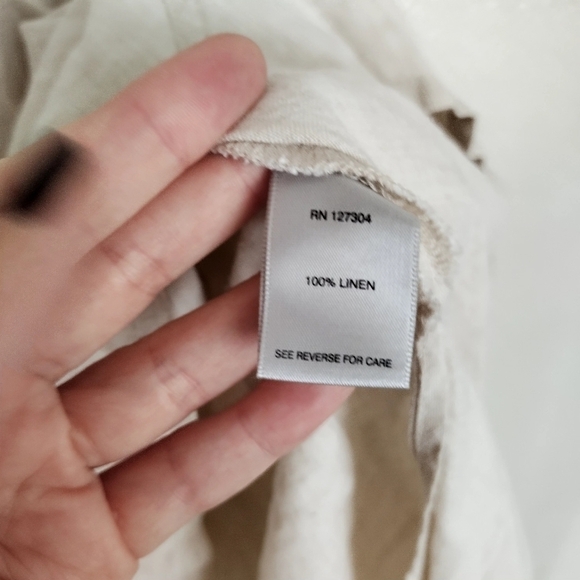 RN 127304
100% LINEN
SEE REVERSE FOR CARE